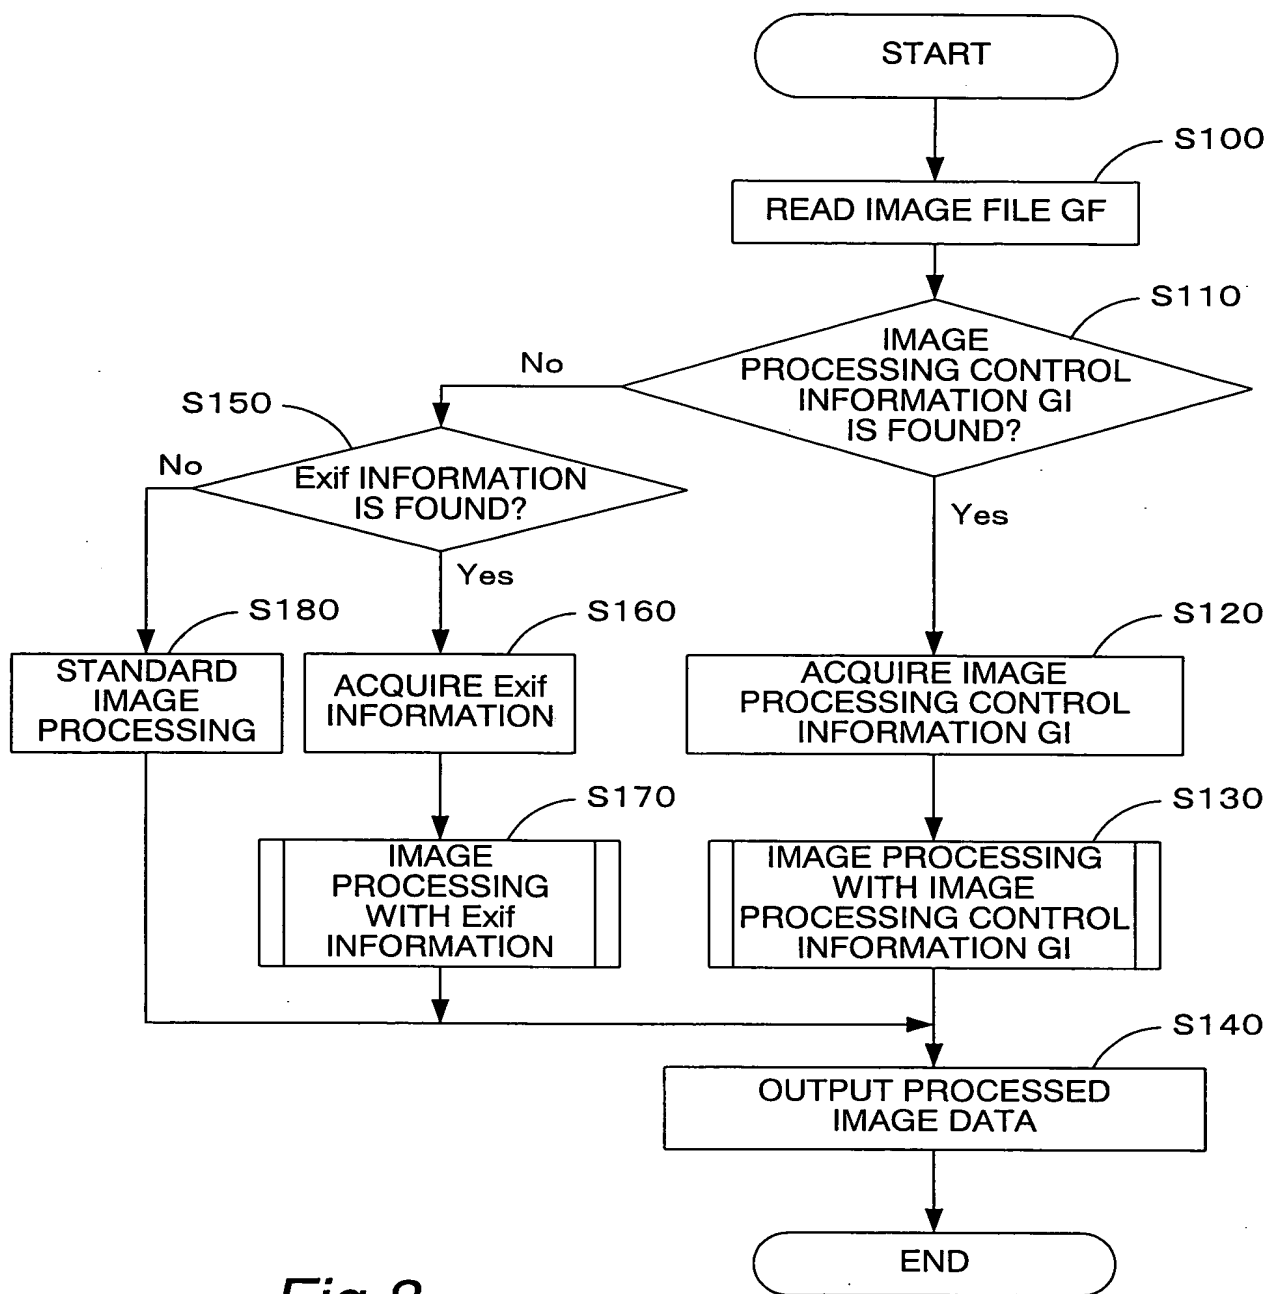 START
S100
READ IMAGE FILE GF
S110
IMAGE
PROCESSING CONTROL
INFORMATION GI
IS FOUND?
No
S150
Exif INFORMATION
IS FOUND?
No
Yes
Yes
S180
STANDARD
IMAGE
PROCESSING
S160
ACQUIRE Exif
INFORMATION
S120
ACQUIRE IMAGE
PROCESSING CONTROL
INFORMATION GI
S170
IMAGE
PROCESSING
WITH Exif
INFORMATION
S130
IMAGE PROCESSING
WITH IMAGE
PROCESSING CONTROL
INFORMATION GI
S140
OUTPUT PROCESSED
IMAGE DATA
END